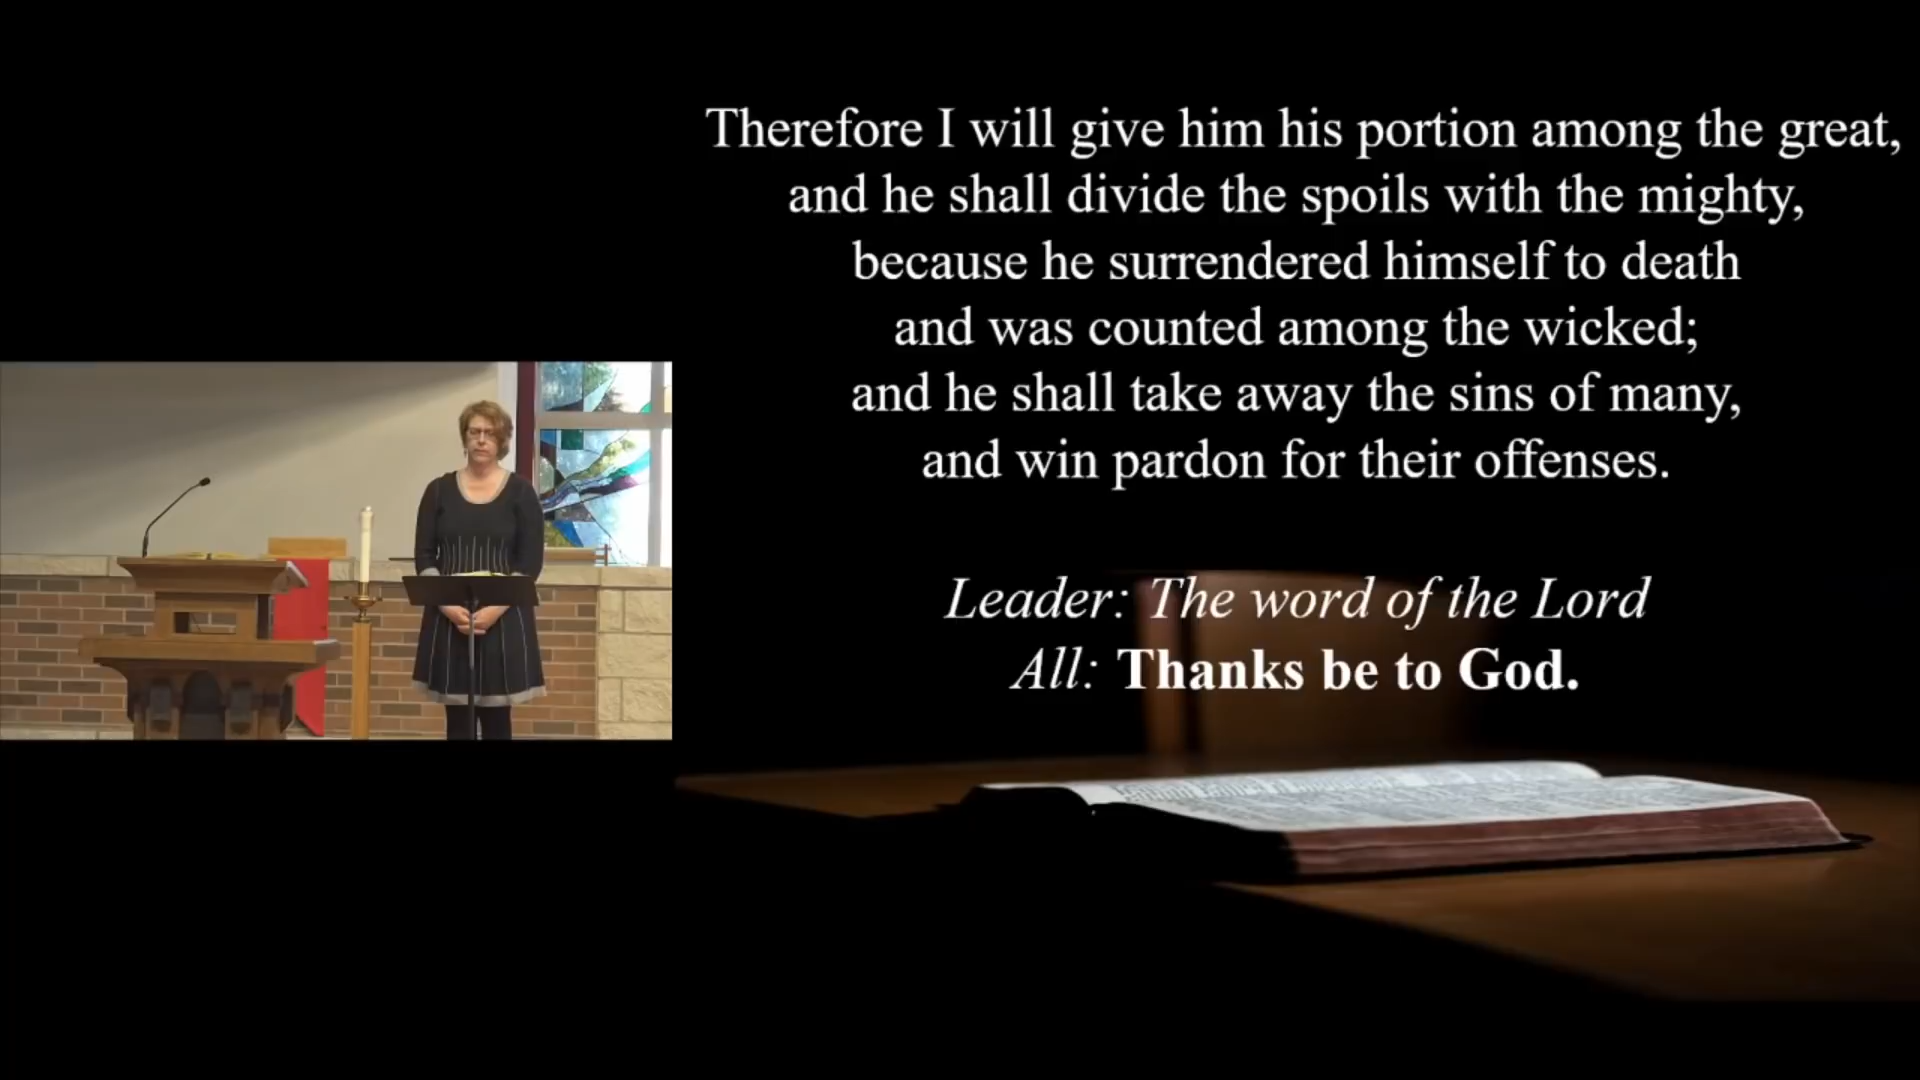 Therefore I will give him his portion among the great,
and he shall divide the spoils with the mighty,
because he surrendered himself to death
and was counted among the wicked;
and he shall take away the sins of many,
and win pardon for their offenses.
Leader: The word of the Lord
All: Thanks be to God.